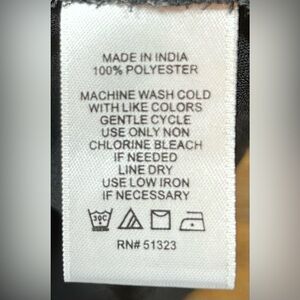 MADE IN INDIA
100% POLYESTER
MACHINE WASH COLD
WITH LIKE COLORS
GENTLE CYCLE
USE ONLY NON
CHLORINE BLEACH
IF NEEDED
LINE DRY
USE LOW IRON
IF NECESSARY
30C
RN# 51323